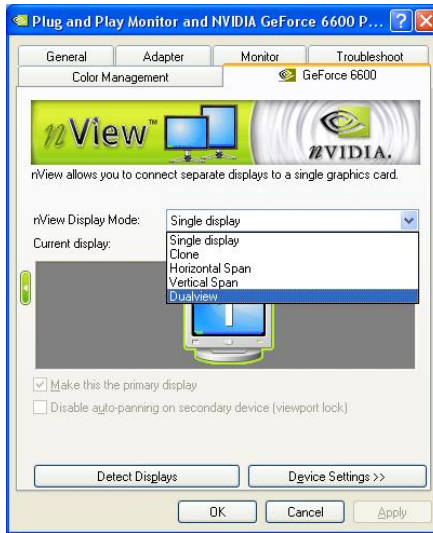 Plug and Play Monitor and NVIDIA GeForce 6600 P... ?
General Adapter Monitor Troubleshoot
Color Management GeForce 6600
nView™
nVIDIA.
nView allows you to connect separate displays to a single graphics card.
nView Display Mode: Single display
Current display: Single display
Clone
Horizontal Span
Vertical Span
Dualview
1
Make this the primary display
Disable auto-panning on secondary device (viewport lock)
Detect Displays Device Settings >>
OK Cancel Apply